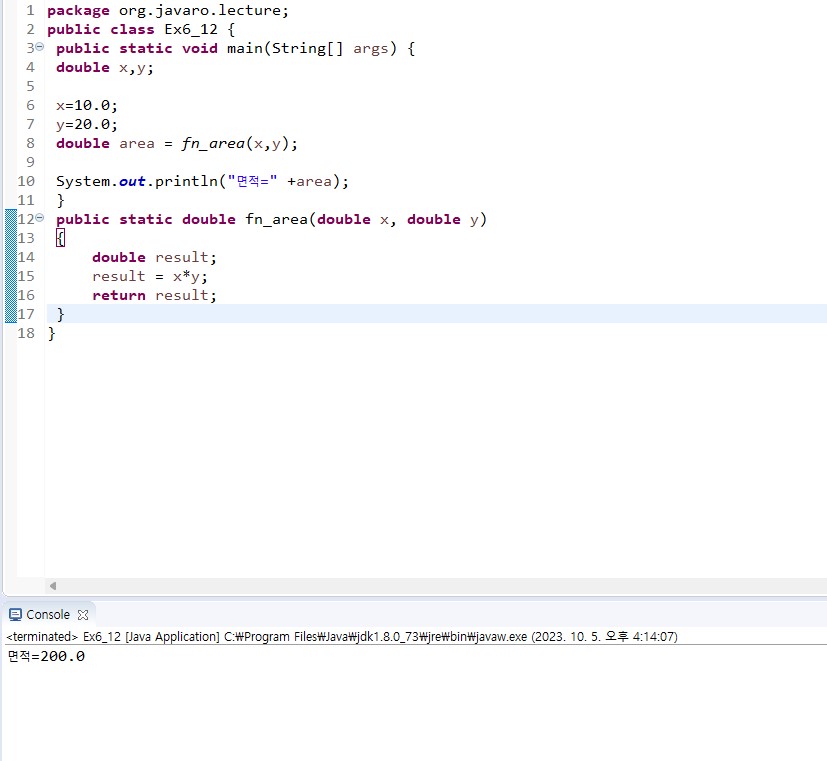 1 package org.javaro.lecture;
2 public class Ex6_12 {
3 public static void main(String[] args) {
4 double x,y;
5
6 x=10.0;
7 y=20.0;
8 double area = fn_area(x,y);
9
10 System.out.println("면적=" +area);
11 }
12 public static double fn_area(double x, double y)
13 {
14 double result;
15 result = x*y;
16 return result;
17 }
18 }
Console
<terminated> Ex6_12 [Java Application] C:₩Program Files₩Java₩jdk1.8.0_73₩jre₩bin₩javaw.exe (2023. 10. 5. 오후 4:14:07)
면적=200.0